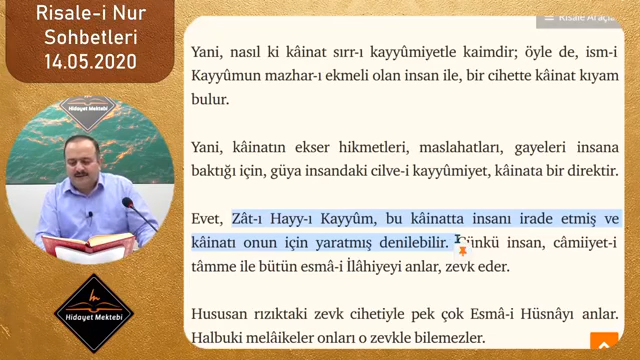 Risale-i Nur
Sohbetleri
14.05.2020
Hidayet Mektebi
Hidayet Mektebi
Risale Araçla
Yani, nasıl ki kâinat sırr-ı kayyûmiyetle kaimdir; öyle de, ism-i
Kayyûmun mazhar-ı ekmeli olan insan ile, bir cihette kâinat kıyam
bulur.
Yani, kâinatın ekser hikmetleri, maslahatları, gayeleri insana
baktığı için, güya insandaki cilve-i kayyûmiyet, kâinata bir direktir.
Evet, Zât-ı Hayy-ı Kayyûm, bu kâinatta insanı irade etmiş ve
kâinatı onun için yaratmış denilebilir. Çünkü insan, câmiiyet-i
tâmme ile bütün esmâ-i İlâhiyeyi anlar, zevk eder.
Hususan rızıktaki zevk cihetiyle pek çok Esmâ-i Hüsnâyı anlar.
Halbuki melâikeler onları o zevkle bilemezler.